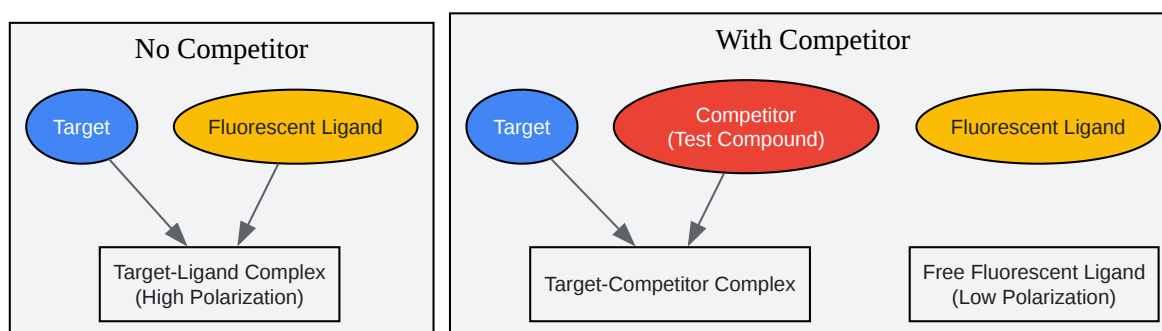 No Competitor
Target
Fluorescent Ligand
Target-Ligand Complex
(High Polarization)
With Competitor
Target
Competitor
(Test Compound)
Fluorescent Ligand
Target-Competitor Complex
Free Fluorescent Ligand
(Low Polarization)